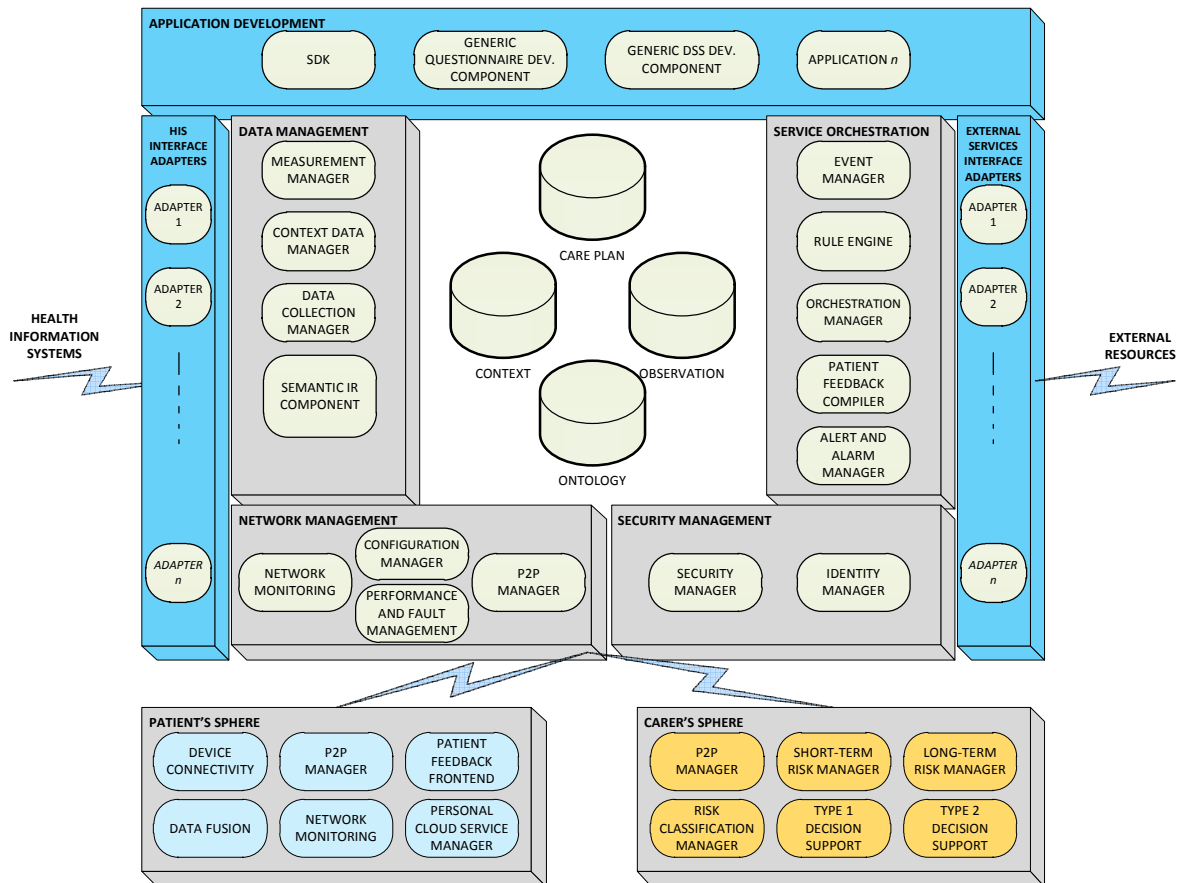 APPLICATION DEVELOPMENT
SDK
GENERIC
QUESTIONNAIRE DEV.
COMPONENT
GENERIC DSS DEV.
COMPONENT
APPLICATION n
HIS
INTERFACE
ADAPTERS
ADAPTER
1
ADAPTER
2
ADAPTER
n
DATA MANAGEMENT
MEASUREMENT
MANAGER
CONTEXT DATA
MANAGER
DATA
COLLECTION
MANAGER
SEMANTIC IR
COMPONENT
CARE PLAN
CONTEXT
OBSERVATION
ONTOLOGY
SERVICE ORCHESTRATION
EVENT
MANAGER
RULE ENGINE
ORCHESTRATION
MANAGER
PATIENT
FEEDBACK
COMPILER
ALERT AND
ALARM
MANAGER
EXTERNAL
SERVICES
INTERFACE
ADAPTERS
ADAPTER
1
ADAPTER
2
ADAPTER
n
HEALTH
INFORMATION
SYSTEMS
EXTERNAL
RESOURCES
NETWORK MANAGEMENT
NETWORK
MONITORING
CONFIGURATION
MANAGER
PERFORMANCE
AND FAULT
MANAGEMENT
P2P
MANAGER
SECURITY MANAGEMENT
SECURITY
MANAGER
IDENTITY
MANAGER
PATIENT'S SPHERE
DEVICE
CONNECTIVITY
P2P
MANAGER
PATIENT
FEEDBACK
FRONTEND
DATA FUSION
NETWORK
MONITORING
PERSONAL
CLOUD SERVICE
MANAGER
CARER'S SPHERE
P2P
MANAGER
SHORT-TERM
RISK MANAGER
LONG-TERM
RISK MANAGER
RISK
CLASSIFICATION
MANAGER
TYPE 1
DECISION
SUPPORT
TYPE 2
DECISION
SUPPORT